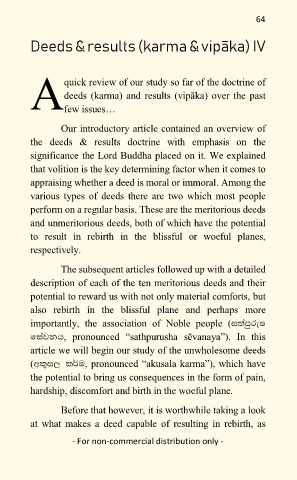 64
Deeds & results (karma & vipāka) IV
A quick review of our study so far of the doctrine of
deeds (karma) and results (vipāka) over the past
few issues…
Our introductory article contained an overview of
the deeds & results doctrine with emphasis on the
significance the Lord Buddha placed on it. We explained
that volition is the key determining factor when it comes to
appraising whether a deed is moral or immoral. Among the
various types of deeds there are two which most people
perform on a regular basis. These are the meritorious deeds
and unmeritorious deeds, both of which have the potential
to result in rebirth in the blissful or woeful planes,
respectively.
The subsequent articles followed up with a detailed
description of each of the ten meritorious deeds and their
potential to reward us with not only material comforts, but
also rebirth in the blissful plane and perhaps more
importantly, the association of Noble people (සත්පුරුෂ
සේවනය, pronounced “sathpurusha sēvanaya”). In this
article we will begin our study of the unwholesome deeds
(අකුසල කර්ම, pronounced “akusala karma”), which have
the potential to bring us consequences in the form of pain,
hardship, discomfort and birth in the woeful plane.
Before that however, it is worthwhile taking a look
at what makes a deed capable of resulting in rebirth, as
- For non-commercial distribution only -